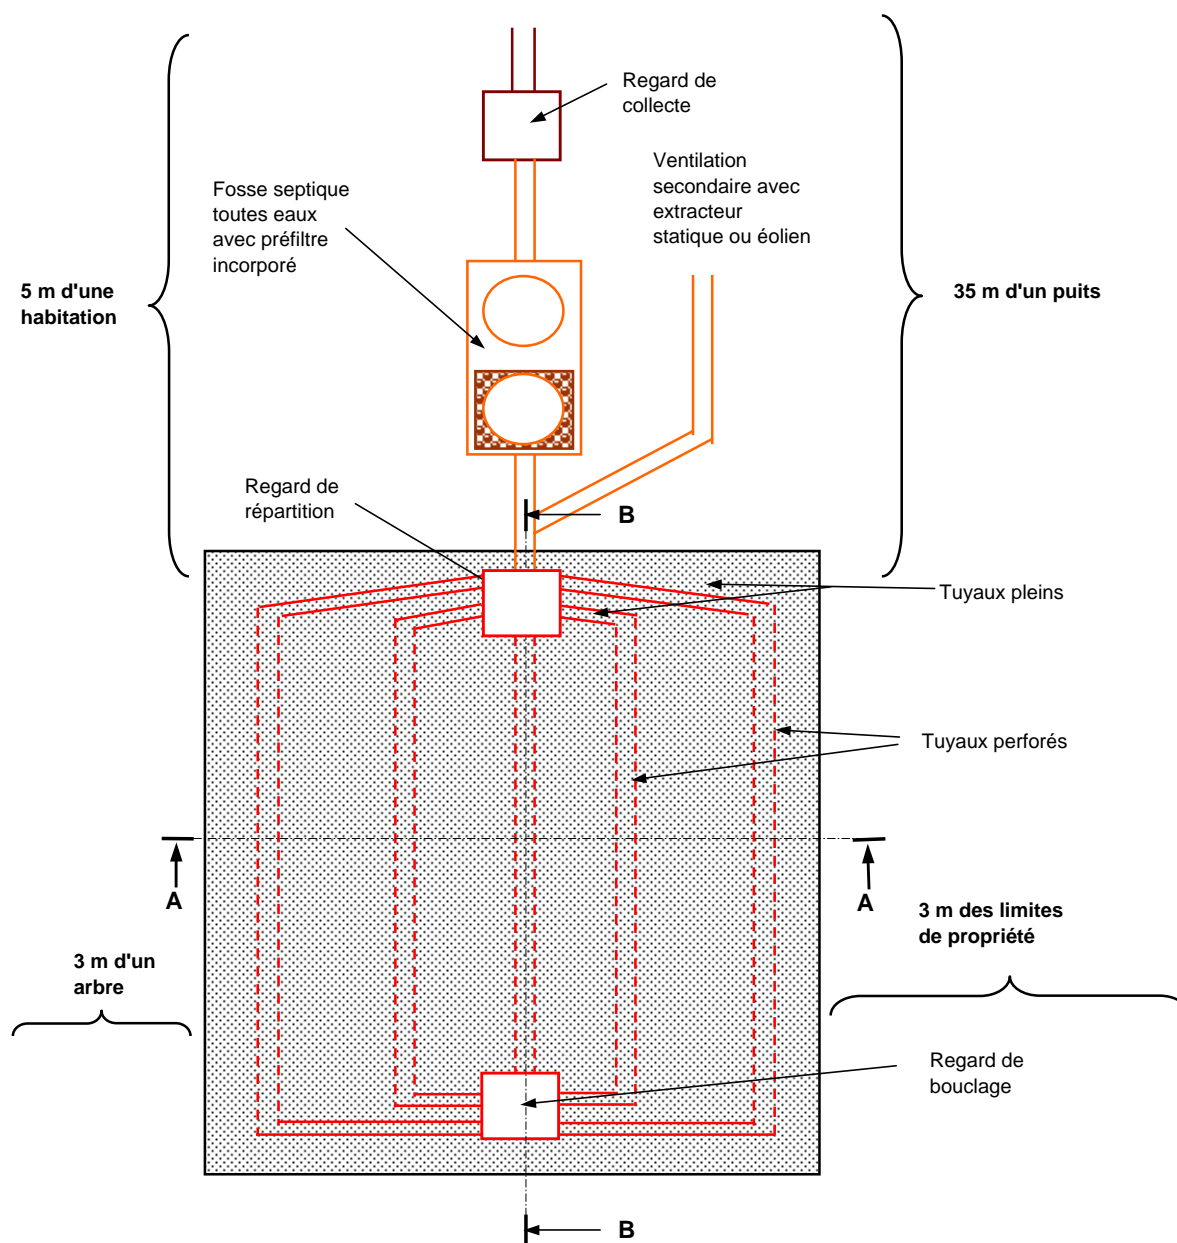 Regard de
collecte
Ventilation
secondaire avec
extracteur
statique ou éolien
Fosse septique
toutes eaux
avec préfiltre
incorporé
5 m d'une
habitation
35 m d'un puits
Regard de
répartition
B
Tuyaux pleins
Tuyaux perforés
A
A
3 m des limites
de propriété
3 m d'un
arbre
Regard de
bouclage
B